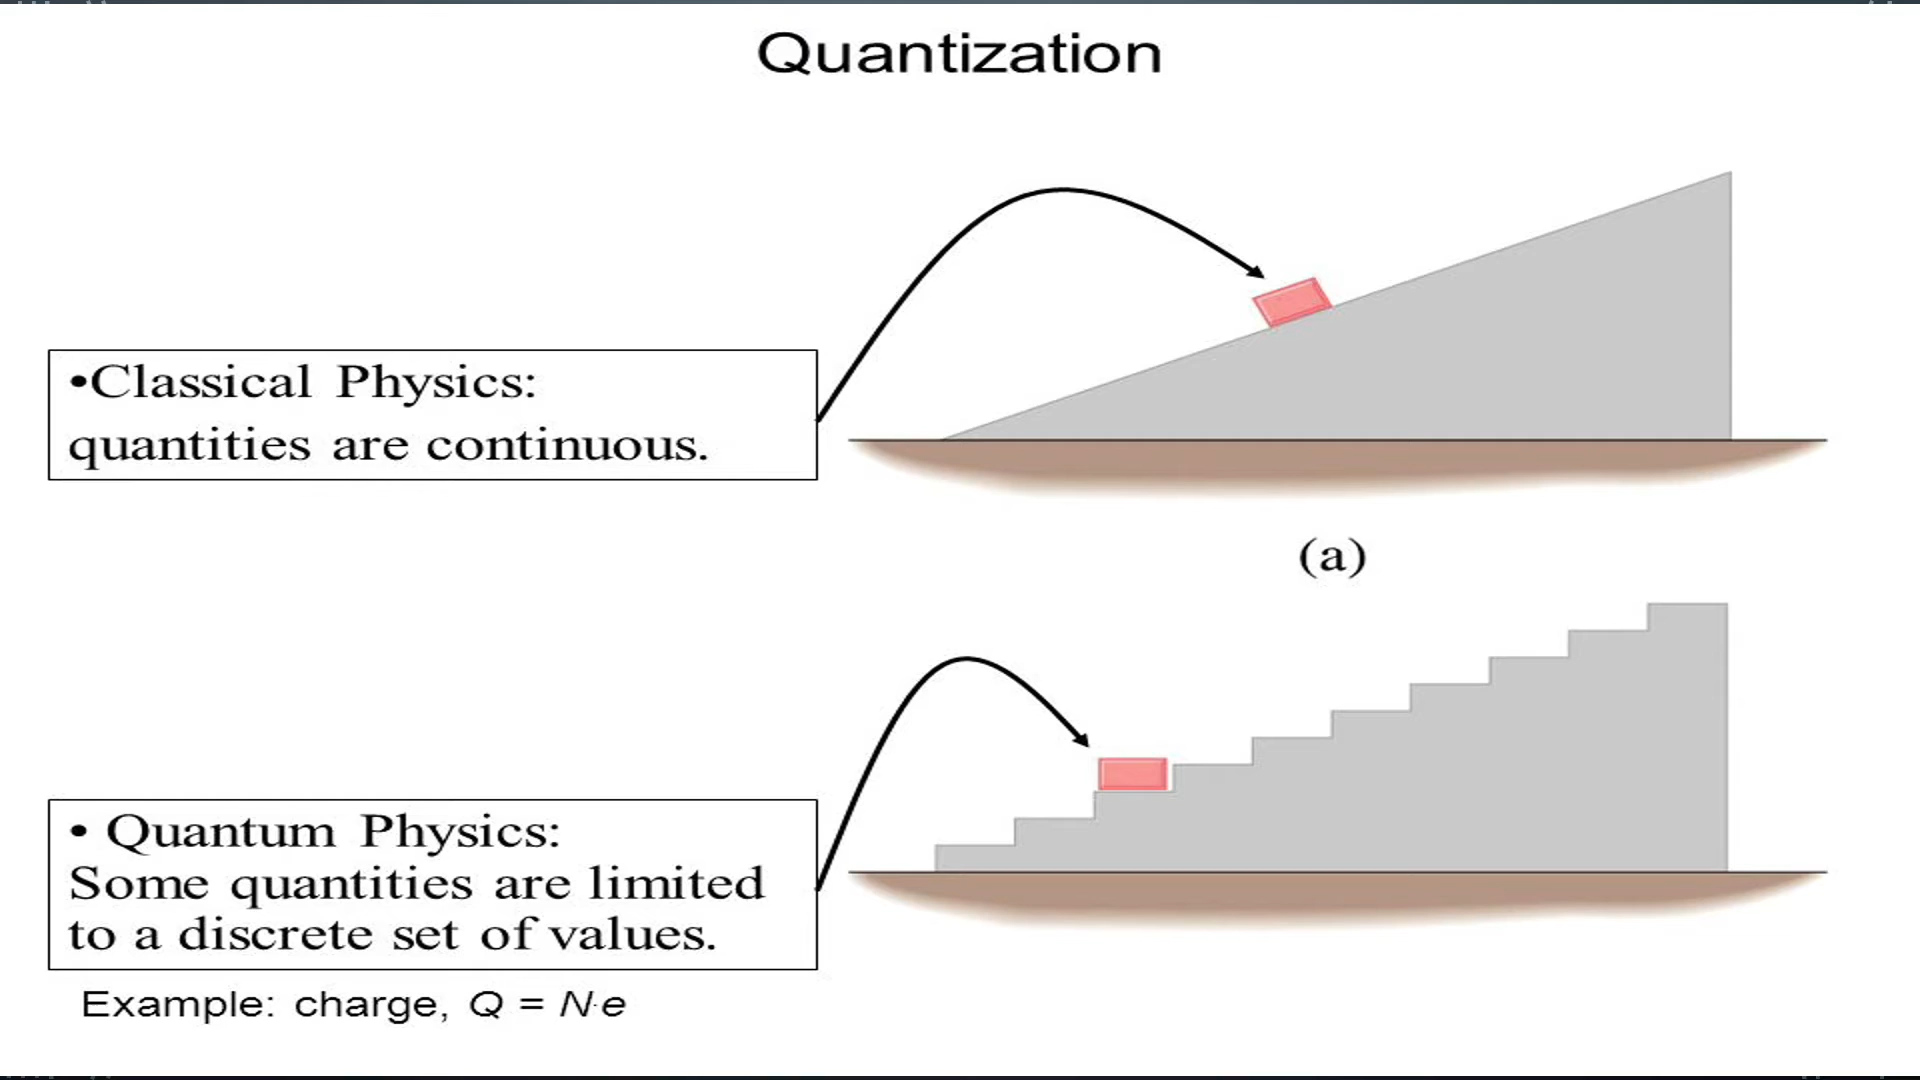 Quantization
•Classical Physics:
quantities are continuous.
(a)
• Quantum Physics:
Some quantities are limited
to a discrete set of values.
Example: charge, Q = N·e